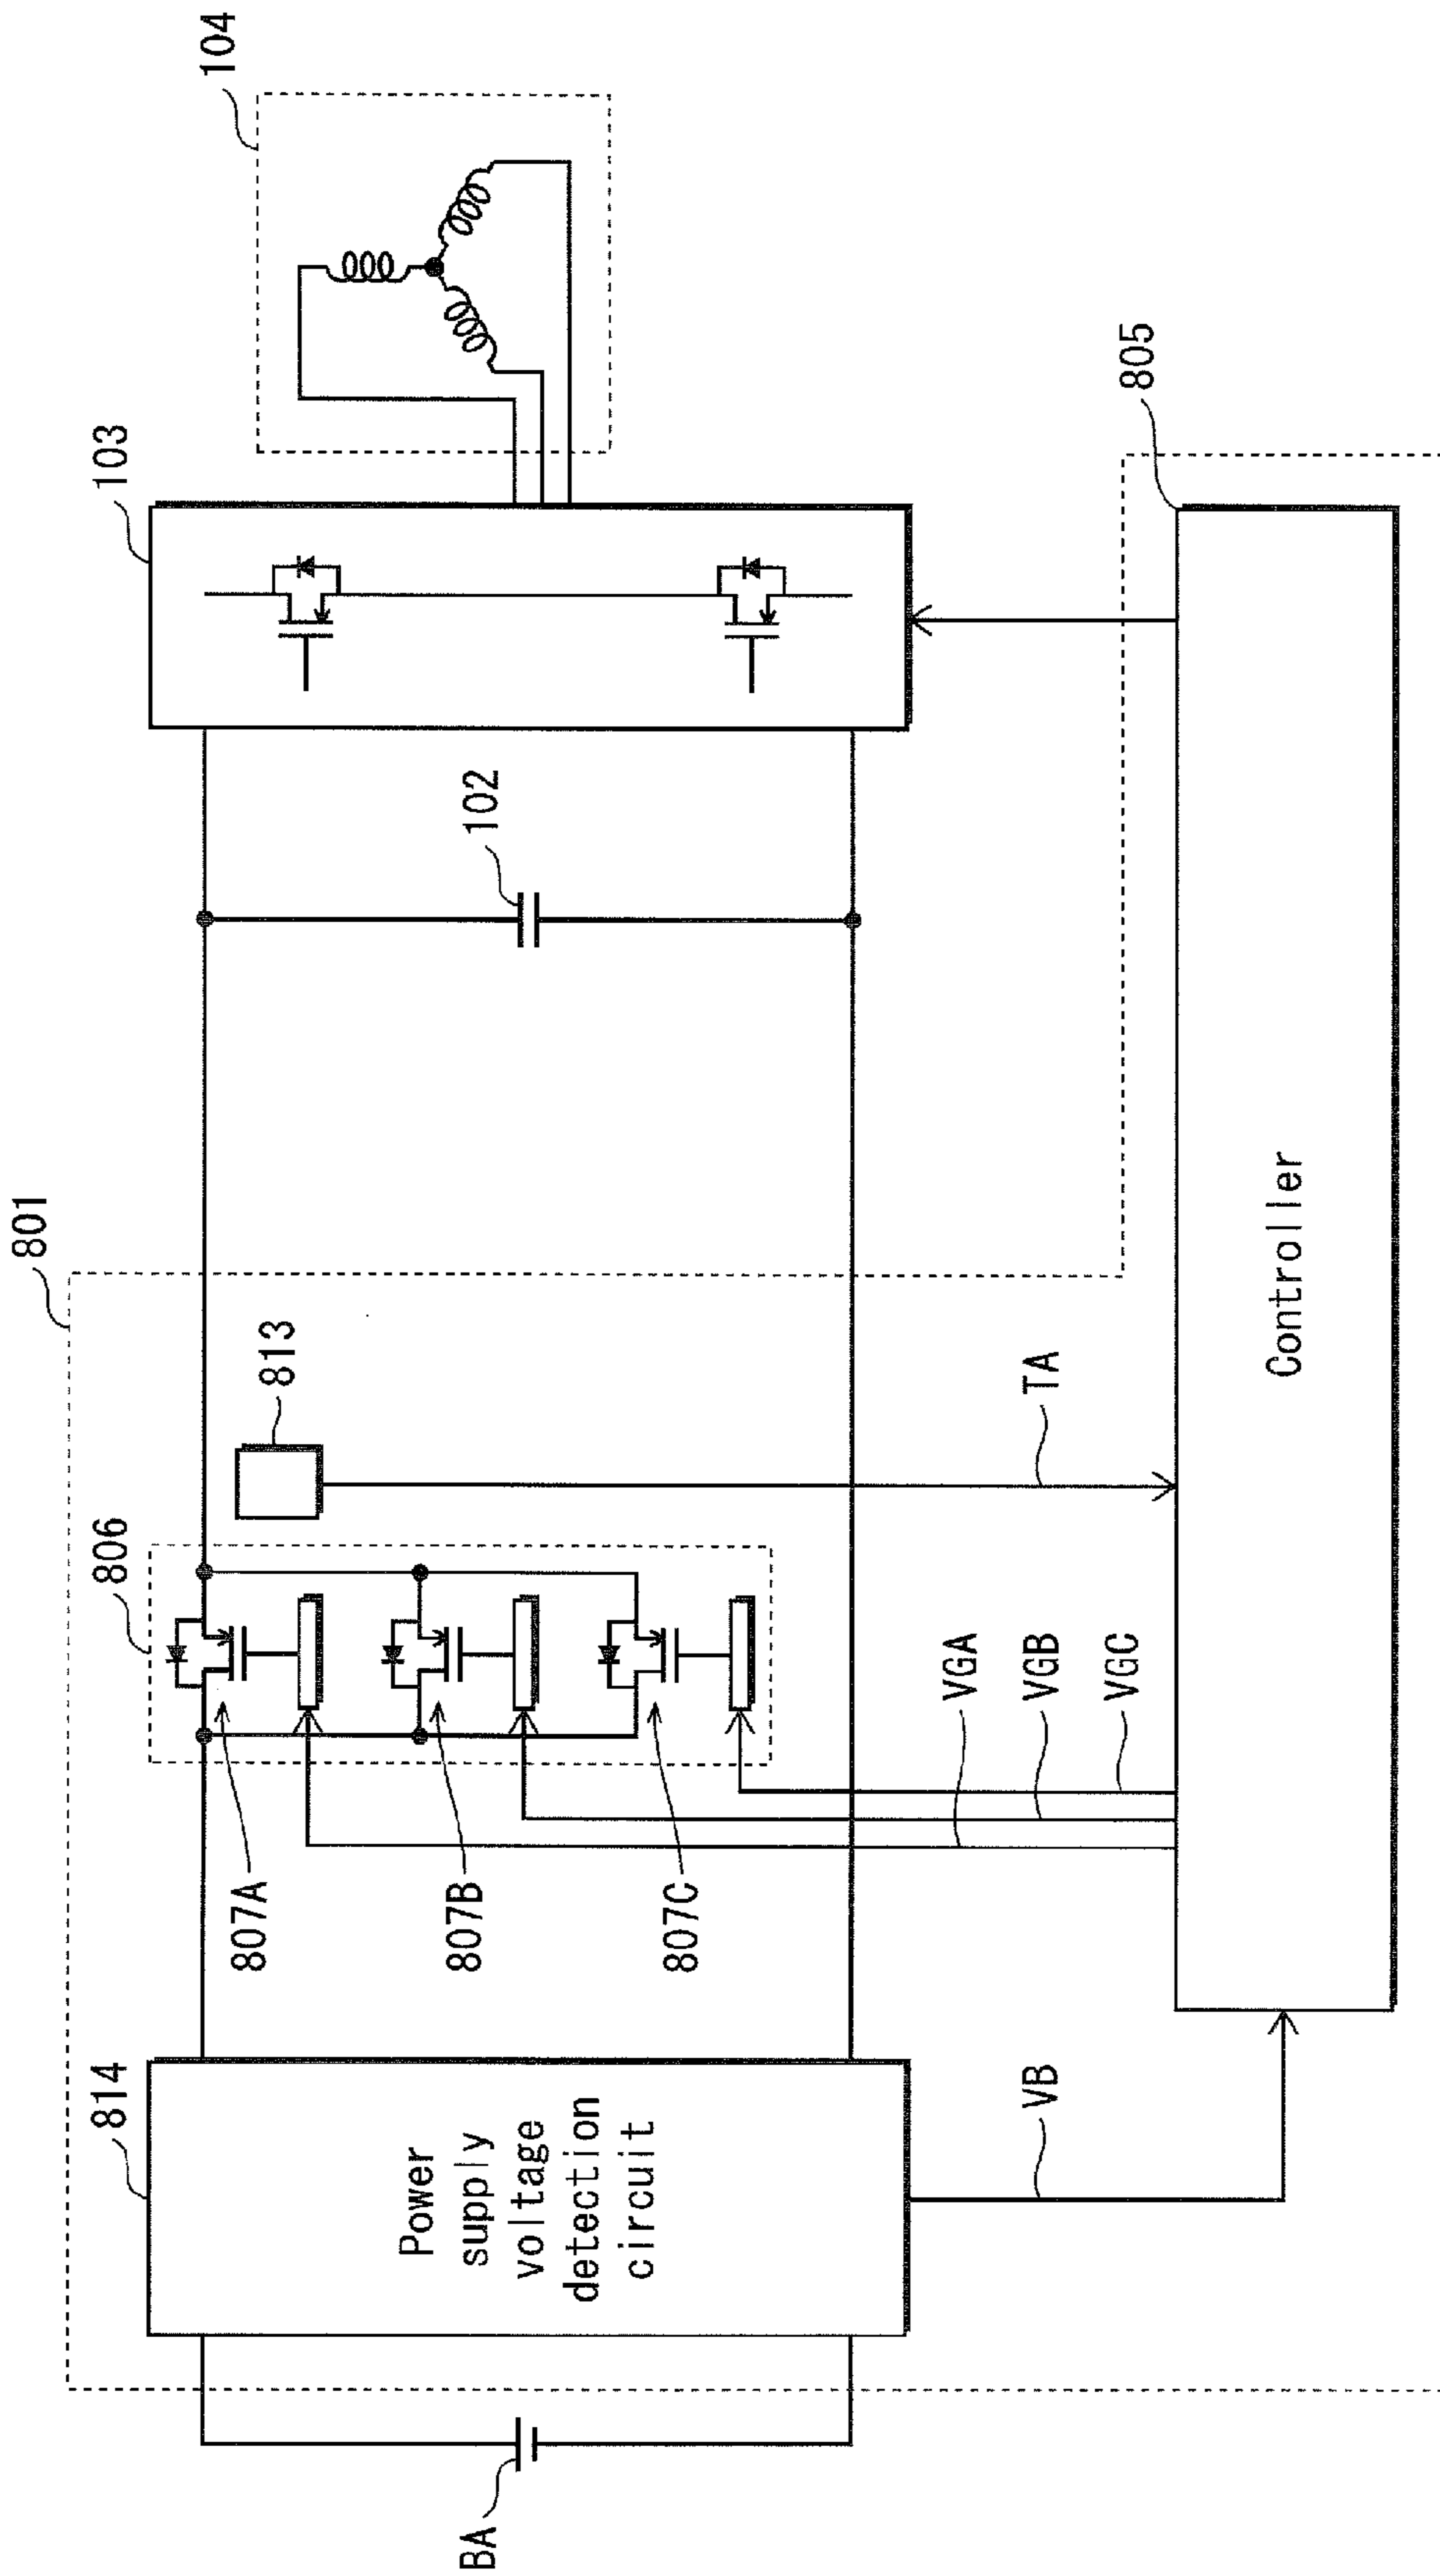 801
814
Power
supply
voltage
detection
circuit
806
807A
807B
807C
813
102
103
104
BA
VB
VGA
VGB
VGC
TA
805
Controller